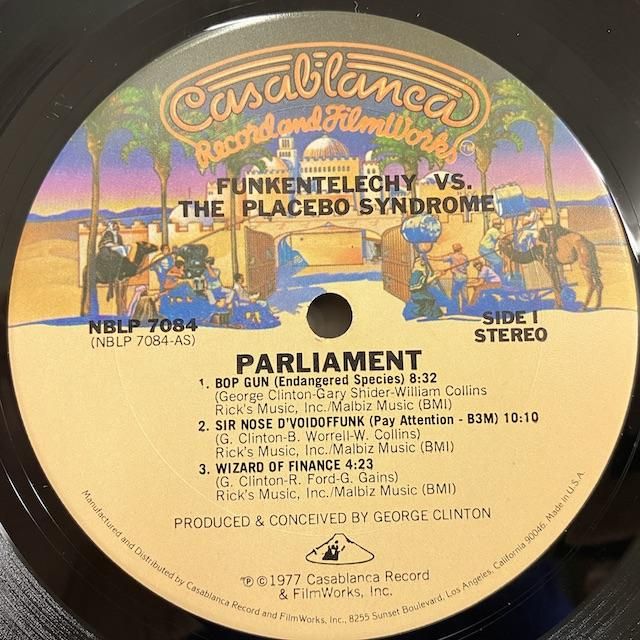 Casablanca
Record and FilmWorks TM
FUNKENTELECHY VS.
THE PLACEBO SYNDROME
NBLP 7084
(NBLP 7084-AS)
SIDE 1
STEREO
PARLIAMENT
1. BOP GUN (Endangered Species) 8:32
(George Clinton-Gary Shider-William Collins
Rick's Music, Inc./Malbiz Music (BMI)
2. SIR NOSE D'VOIDOFFUNK (Pay Attention - B3M) 10:10
(G. Clinton-B. Worrell-W. Collins)
Rick's Music, Inc./Malbiz Music (BMI)
3. WIZARD OF FINANCE 4:23
(G. Clinton-R. Ford-G. Gains)
Rick's Music, Inc./Malbiz Music (BMI)
PRODUCED & CONCEIVED BY GEORGE CLINTON
℗ © 1977 Casablanca Record
& FilmWorks, Inc.
Manufactured and Distributed by Casablanca Record and FilmWorks, Inc., 8255 Sunset Boulevard, Los Angeles, California 90046. Made in U.S.A.